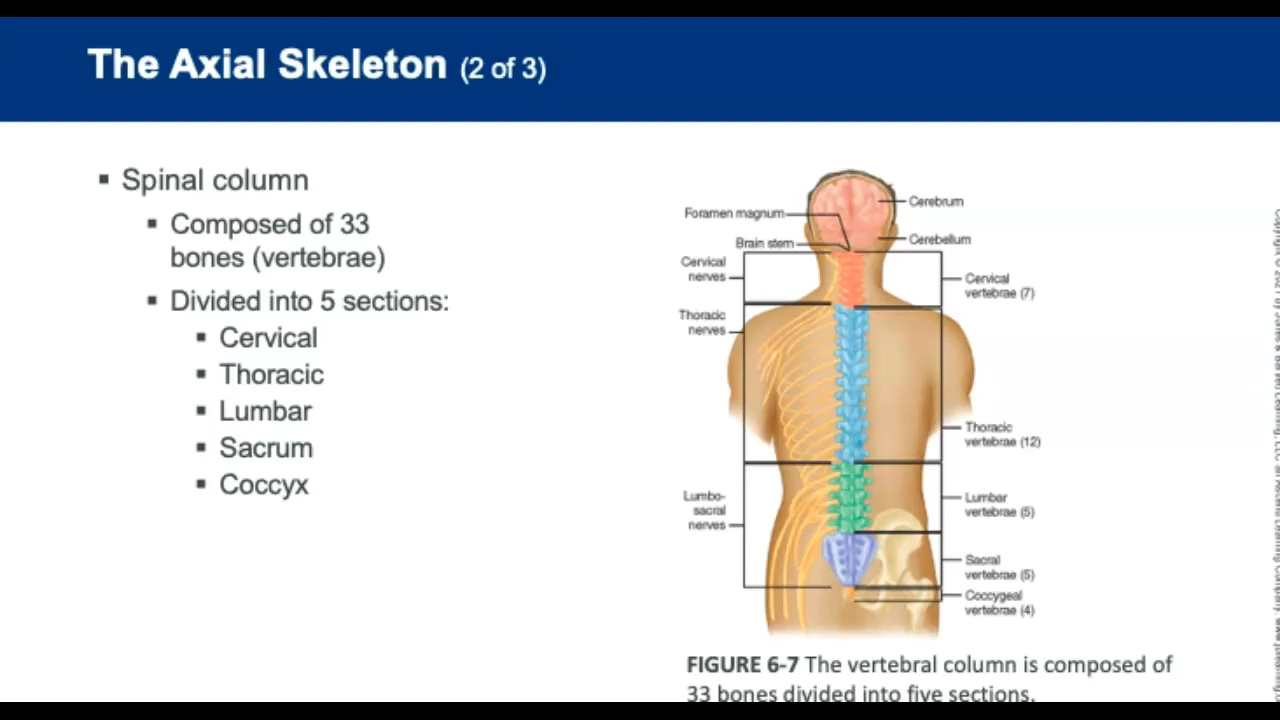 The Axial Skeleton (2 of 3)
▪ Spinal column
▪ Composed of 33
bones (vertebrae)
▪ Divided into 5 sections:
▪ Cervical
▪ Thoracic
▪ Lumbar
▪ Sacrum
▪ Coccyx
Foramen magnum
Brain stem
Cervical
nerves
Thoracic
nerves
Lumbo-
sacral
nerves
Cerebrum
Cerebellum
Cervical
vertebrae (7)
Thoracic
vertebrae (12)
Lumbar
vertebrae (5)
Sacral
vertebrae (5)
Coccygeal
vertebrae (4)
FIGURE 6-7 The vertebral column is composed of
33 bones divided into five sections.